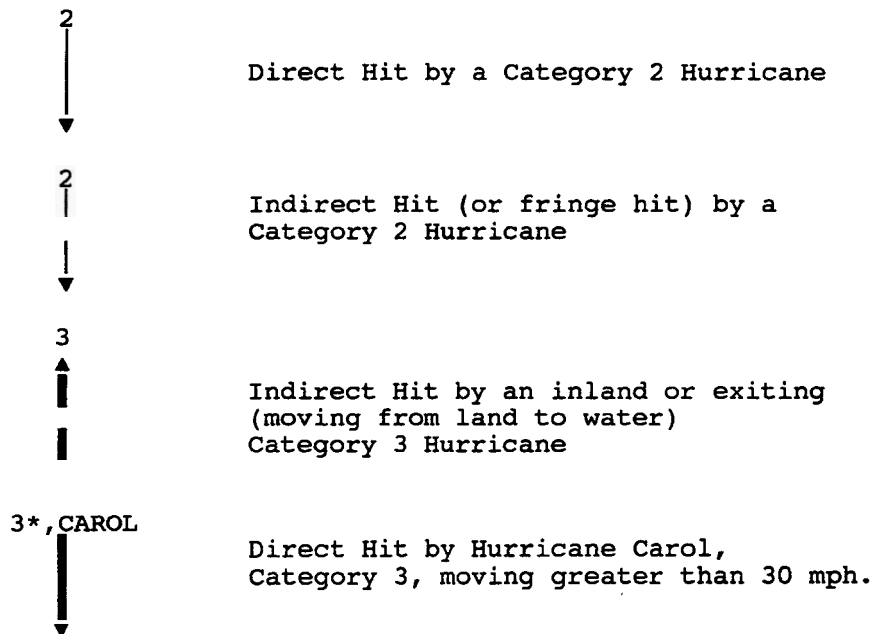 2
Direct Hit by a Category 2 Hurricane
2
Indirect Hit (or fringe hit) by a
Category 2 Hurricane
3
Indirect Hit by an inland or exiting
(moving from land to water)
Category 3 Hurricane
3*,CAROL
Direct Hit by Hurricane Carol,
Category 3, moving greater than 30 mph.